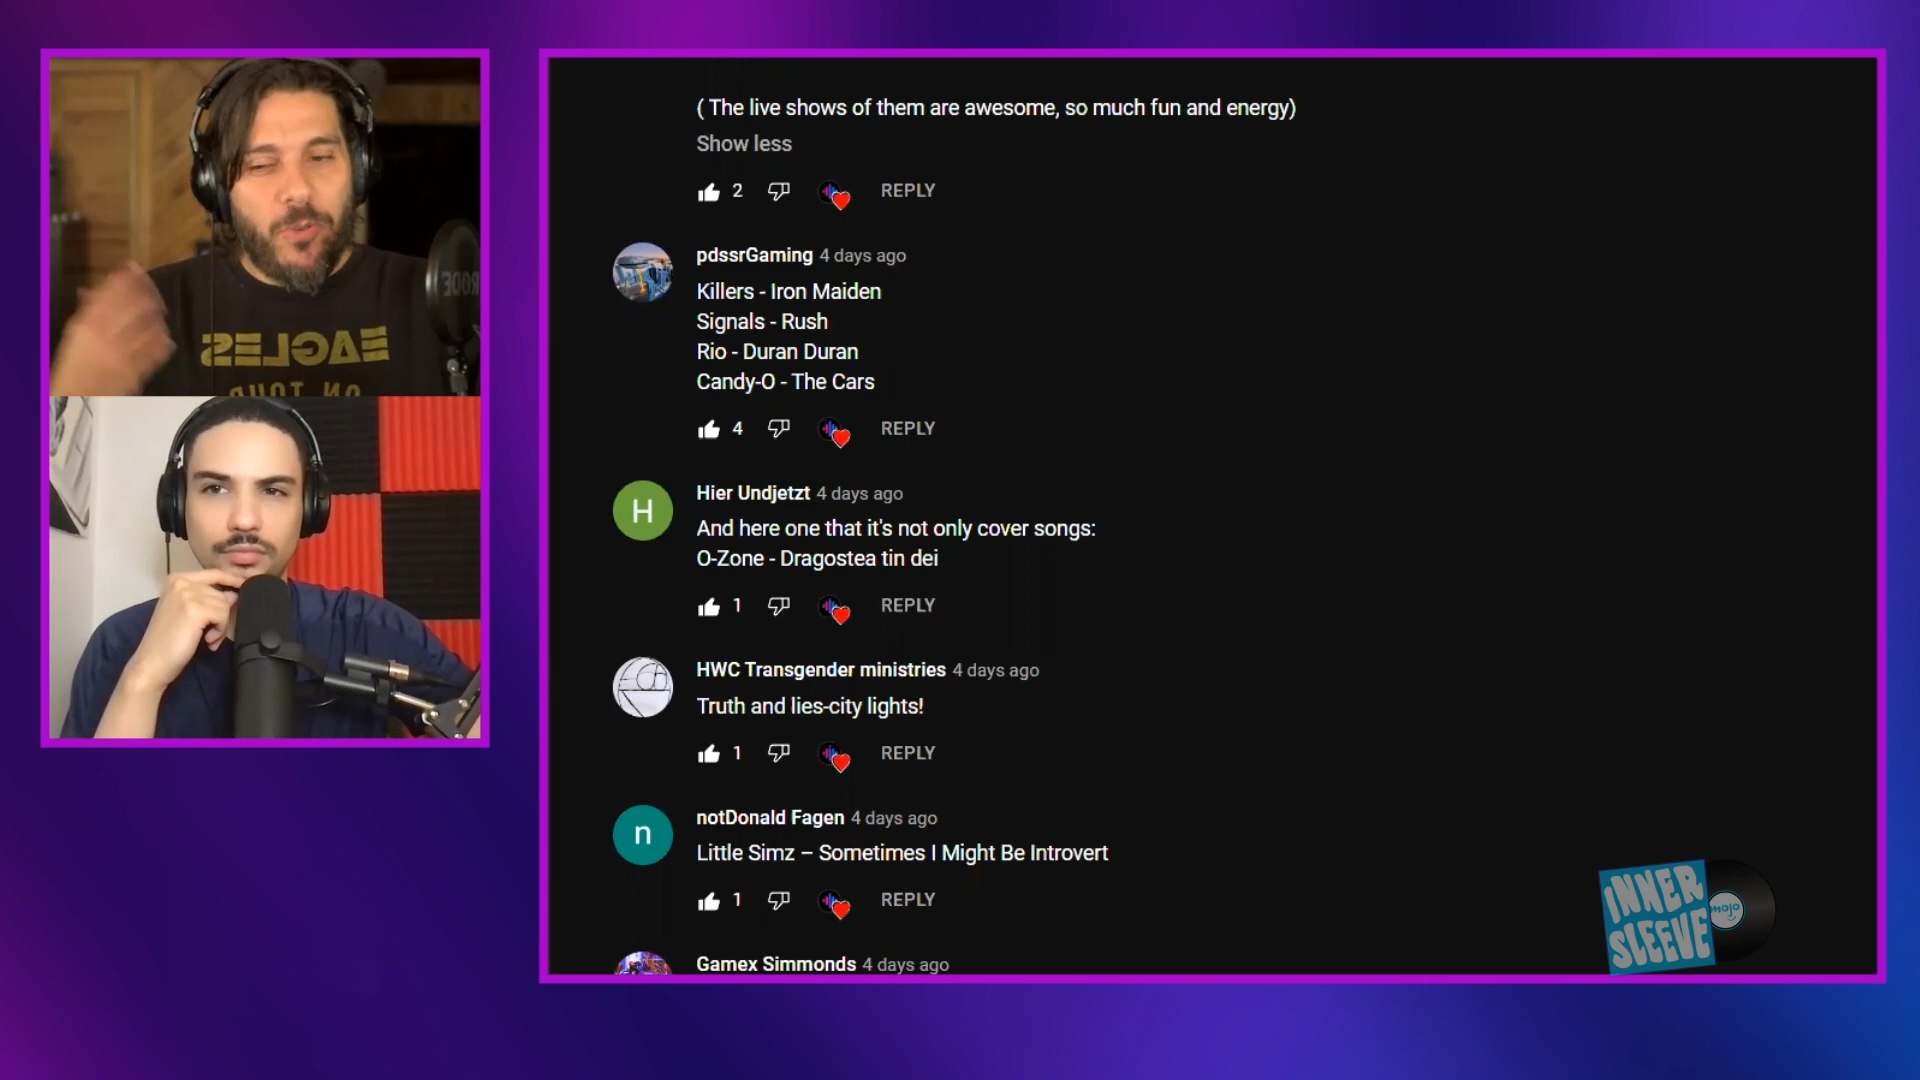 ( The live shows of them are awesome, so much fun and energy)
Show less
2
REPLY
pdssrGaming 4 days ago
Killers - Iron Maiden
Signals - Rush
Rio - Duran Duran
Candy-O - The Cars
4
REPLY
H
Hier Undjetzt 4 days ago
And here one that it's not only cover songs:
O-Zone - Dragostea tin dei
1
REPLY
HWC Transgender ministries 4 days ago
Truth and lies-city lights!
1
REPLY
n
notDonald Fagen 4 days ago
Little Simz – Sometimes I Might Be Introvert
1
REPLY
Gamex Simmonds 4 days ago
RODE
EAGLES
ON TOUR
INNER
SLEEVE
mojo